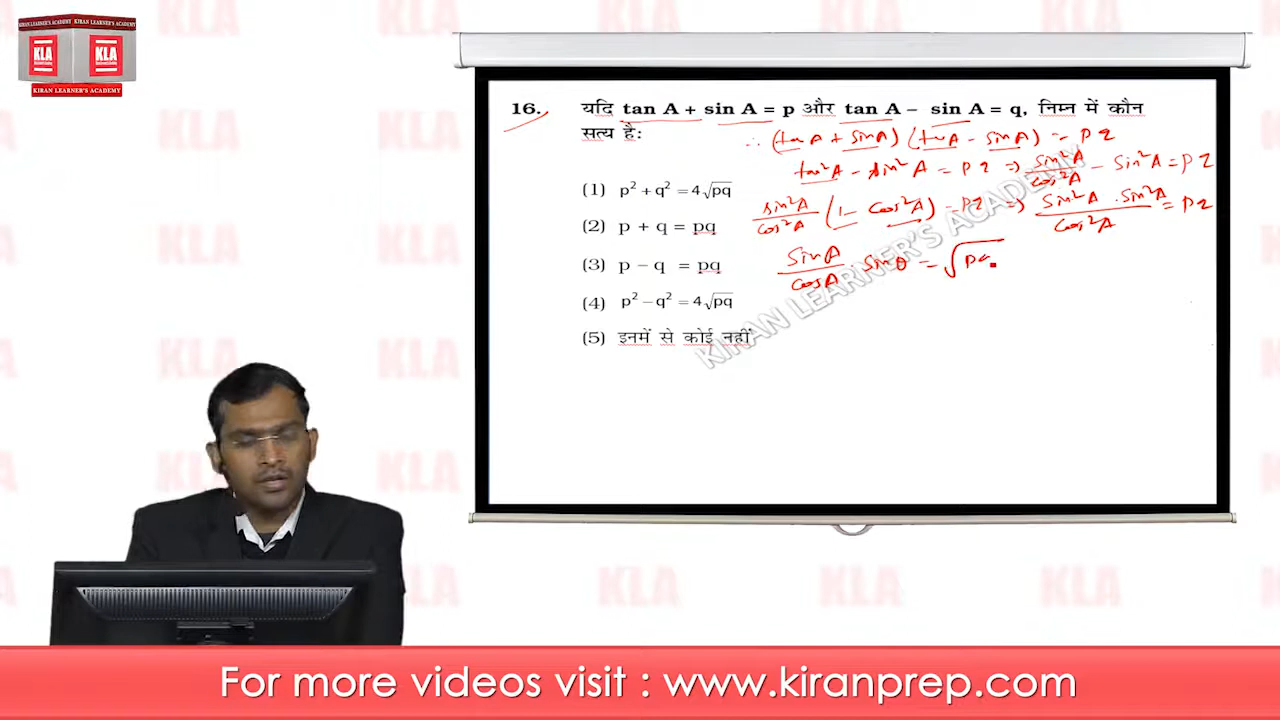 KIRAN LEARNER'S ACADEMY KIRAN LEARNER'S ACADEMY
KLA KLA
KIRAN LEARNER'S ACADEMY
16. यदि tan A + sin A = p और tan A – sin A = q, निम्न में कौन
सत्य है:
∴ (tan A + sin A) (tan A - sin A) = pq
tan²A - sin²A = pq ⇒ sin²A/cos²A - sin²A = pq
(1) p² + q² = 4√pq
sin²A/cos²A (1 - cos²A) = pq ⇒ sin²A · sin²A/cos²A = pq
(2) p + q = pq
sinA/cosA · sinθ = √pq
(3) p – q = pq
(4) p² – q² = 4√pq
(5) इनमें से कोई नहीं
KIRAN LEARNER'S ACADEMY
For more videos visit : www.kiranprep.com